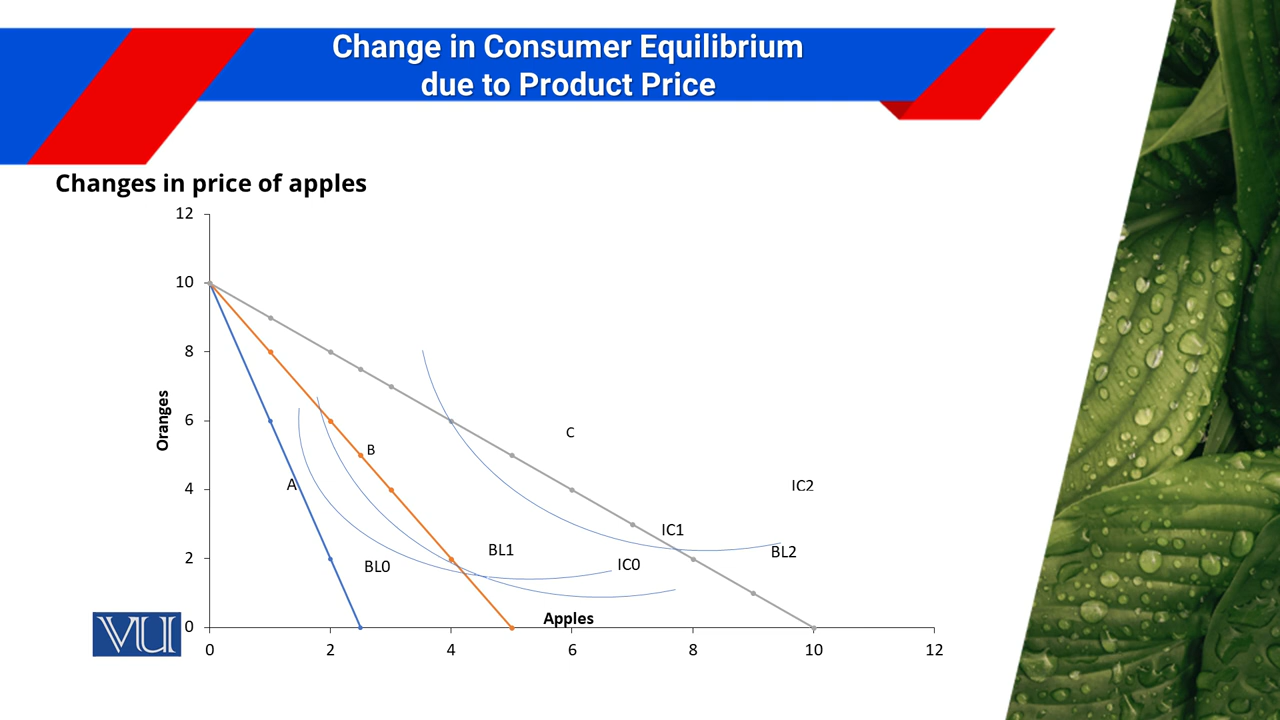 Change in Consumer Equilibrium
due to Product Price
Changes in price of apples
12
10
8
6
4
2
0
Oranges
A
B
C
BL0
BL1
IC0
IC1
BL2
IC2
Apples
0 2 4 6 8 10 12
VU